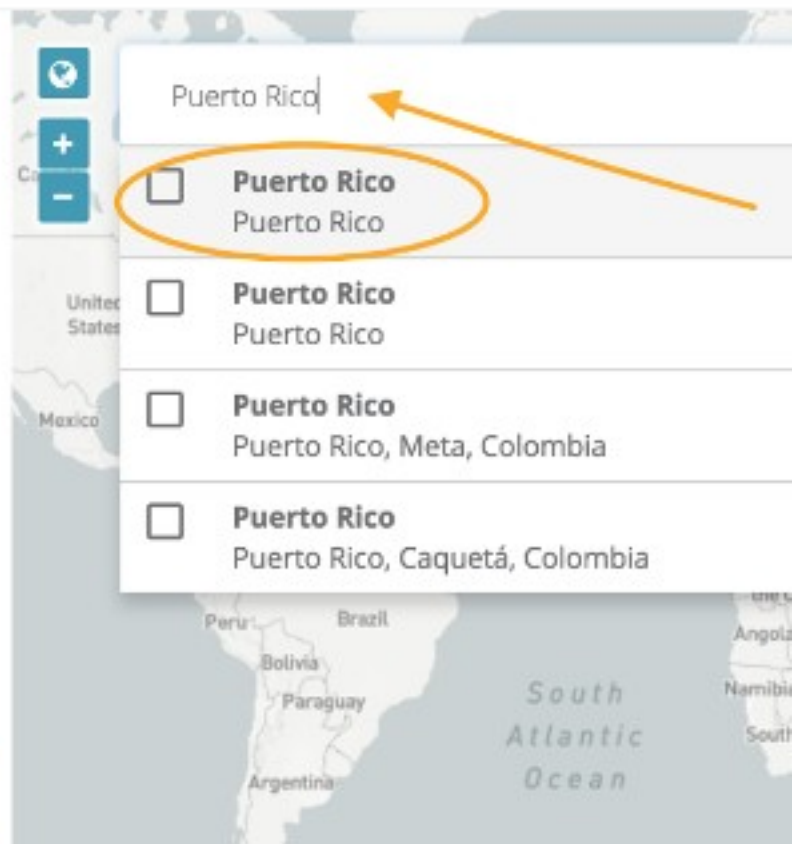 Puerto Rico
Puerto Rico
Puerto Rico
Puerto Rico
Puerto Rico
Puerto Rico
Puerto Rico, Meta, Colombia
Puerto Rico
Puerto Rico, Caquetá, Colombia
United
States
Mexico
Peru
Brazil
Bolivia
Paraguay
Argentina
South
Atlantic
Ocean
Angola
Namibia
South